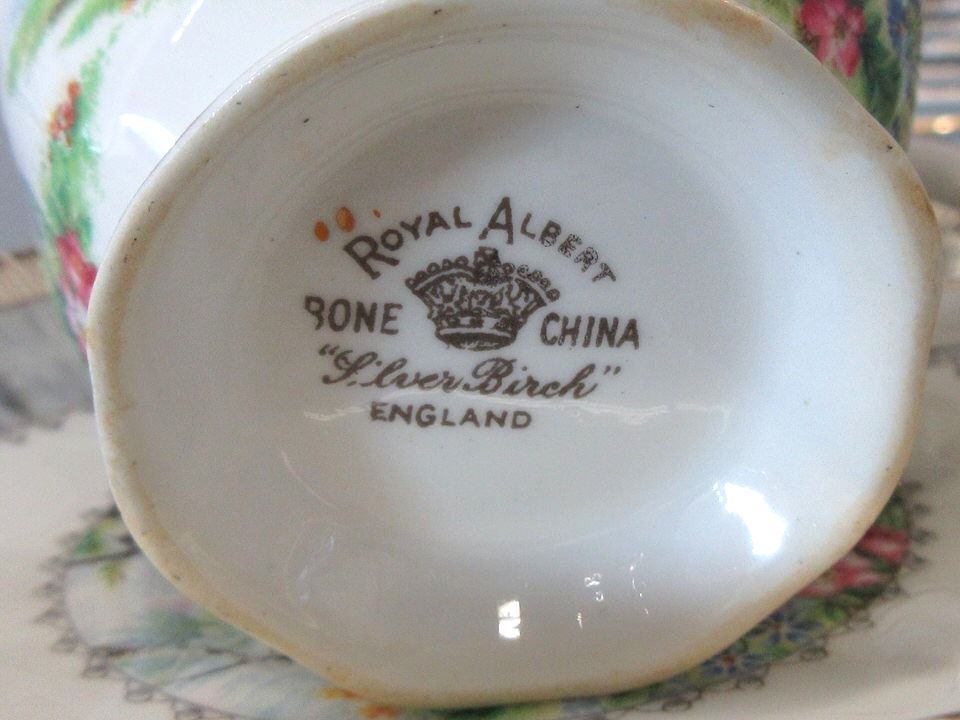 ROYAL ALBERT
BONE CHINA
"Silver Birch"
ENGLAND